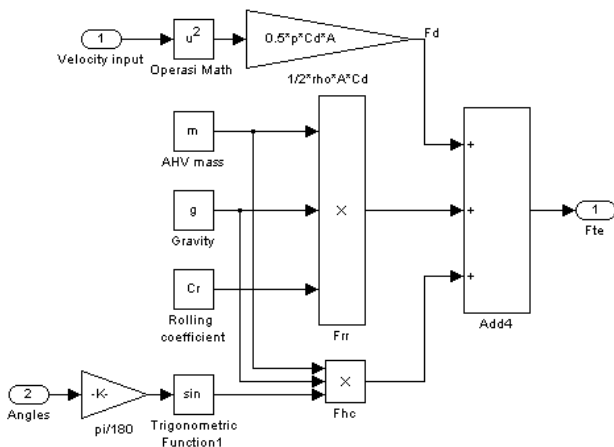 1
Velocity input
u²
Operasi Math
0.5*p*Cd*A
1/2*rho*A*Cd
Fd
m
AHV mass
g
Gravity
Cr
Rolling
coefficient
×
Frr
2
Angles
-K-
pi/180
sin
Trigonometric
Function1
×
Fhc
+
+
+
Add4
1
Fte